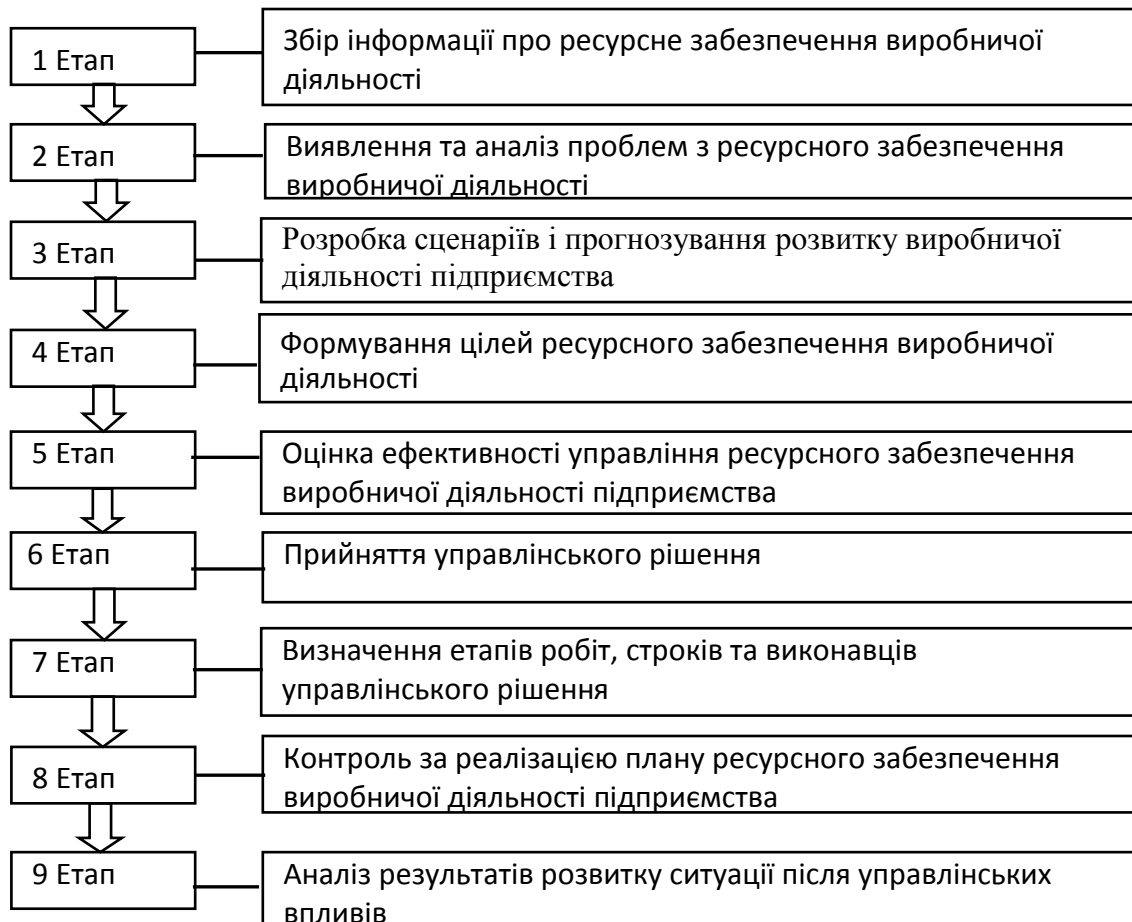 1 Етап
Збір інформації про ресурсне забезпечення виробничої
діяльності
2 Етап
Виявлення та аналіз проблем з ресурсного забезпечення
виробничої діяльності
3 Етап
Розробка сценаріїв і прогнозування розвитку виробничої
діяльності підприємства
4 Етап
Формування цілей ресурсного забезпечення виробничої
діяльності
5 Етап
Оцінка ефективності управління ресурсного забезпечення
виробничої діяльності підприємства
6 Етап
Прийняття управлінського рішення
7 Етап
Визначення етапів робіт, строків та виконавців
управлінського рішення
8 Етап
Контроль за реалізацією плану ресурсного забезпечення
виробничої діяльності підприємства
9 Етап
Аналіз результатів розвитку ситуації після управлінських
впливів